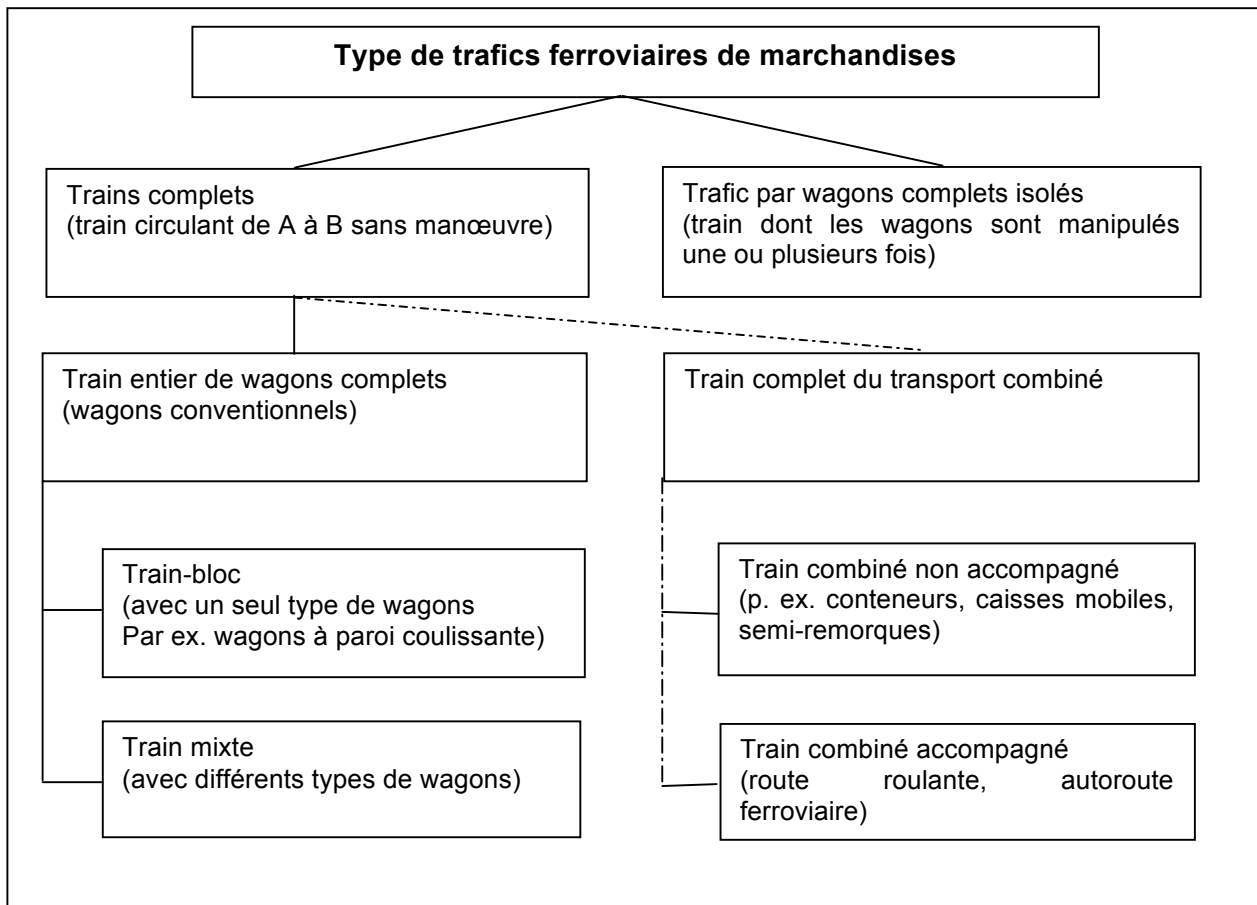 Type de trafics ferroviaires de marchandises
Trains complets
(train circulant de A à B sans manœuvre)
Trafic par wagons complets isolés
(train dont les wagons sont manipulés
une ou plusieurs fois)
Train entier de wagons complets
(wagons conventionnels)
Train complet du transport combiné
Train-bloc
(avec un seul type de wagons
Par ex. wagons à paroi coulissante)
Train combiné non accompagné
(p. ex. conteneurs, caisses mobiles,
semi-remorques)
Train mixte
(avec différents types de wagons)
Train combiné accompagné
(route roulante, autoroute
ferroviaire)